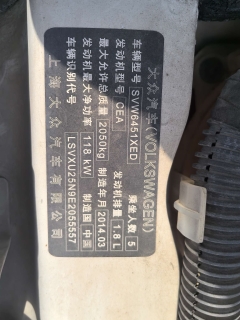 大众汽车(VOLKSWAGEN)
车辆型号 SVW6451XED 乘坐人数 5
发动机型号 CEA 发动机排量 1.8 L
最大允许总质量 2050kg 制造年月 2014.03
发动机最大净功率 118 kW 制造国 中国
车辆识别代号 LSVXU25N9E2055557
上海大众汽车有限公司